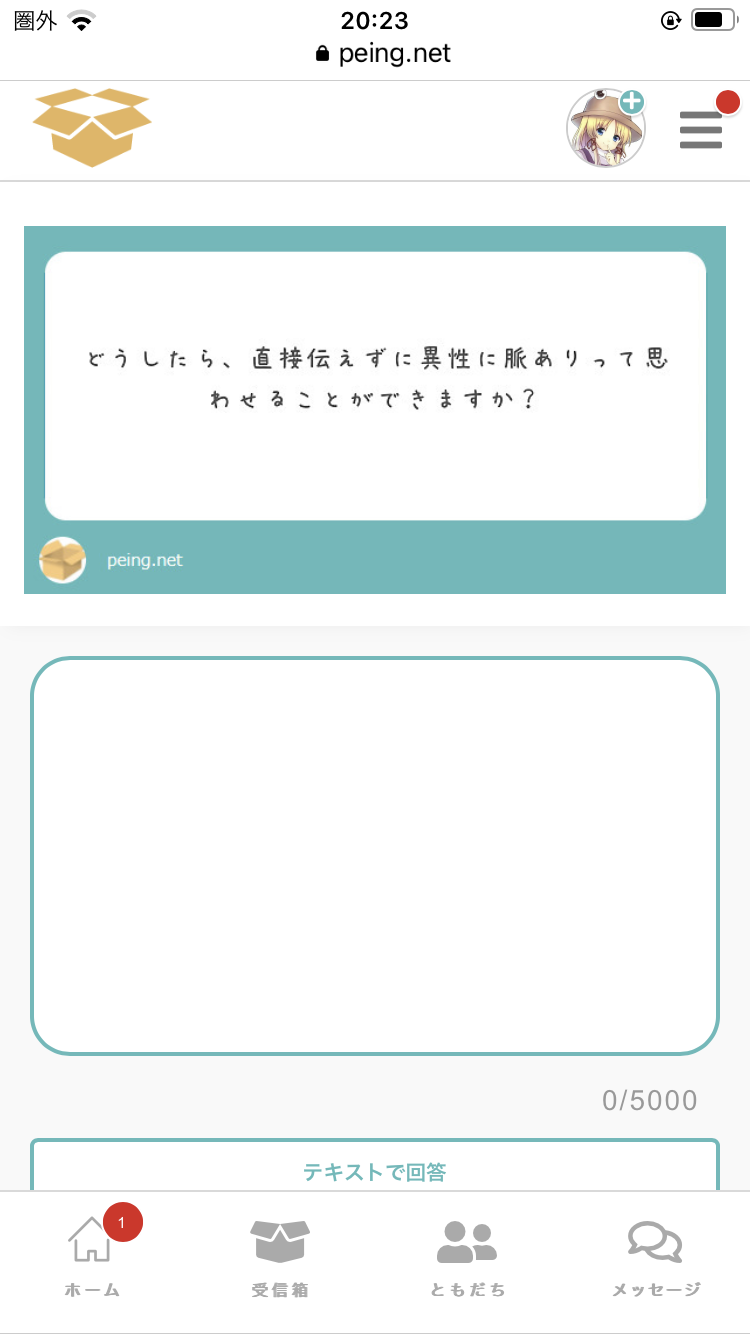 圏外
20:23
peing.net
どうしたら、直接伝えずに異性に脈ありって思
わせることができますか？
peing.net
0/5000
テキストで回答
1
ホーム
受信箱
ともだち
メッセージ